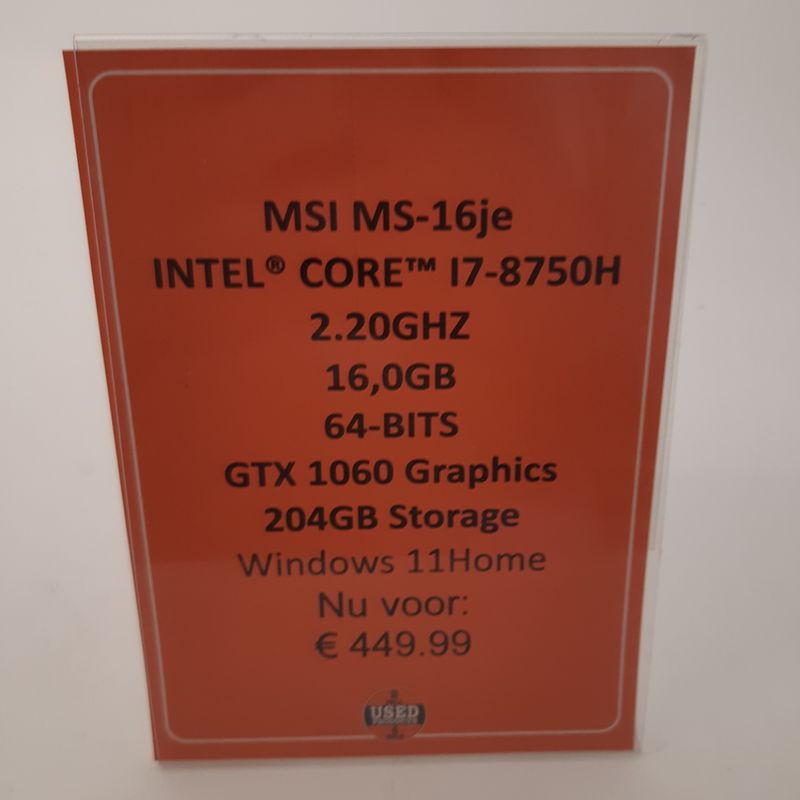 MSI MS-16je
INTEL® CORE™ I7-8750H
2.20GHZ
16,0GB
64-BITS
GTX 1060 Graphics
204GB Storage
Windows 11Home
Nu voor:
€ 449.99
USED
PRODUCTS